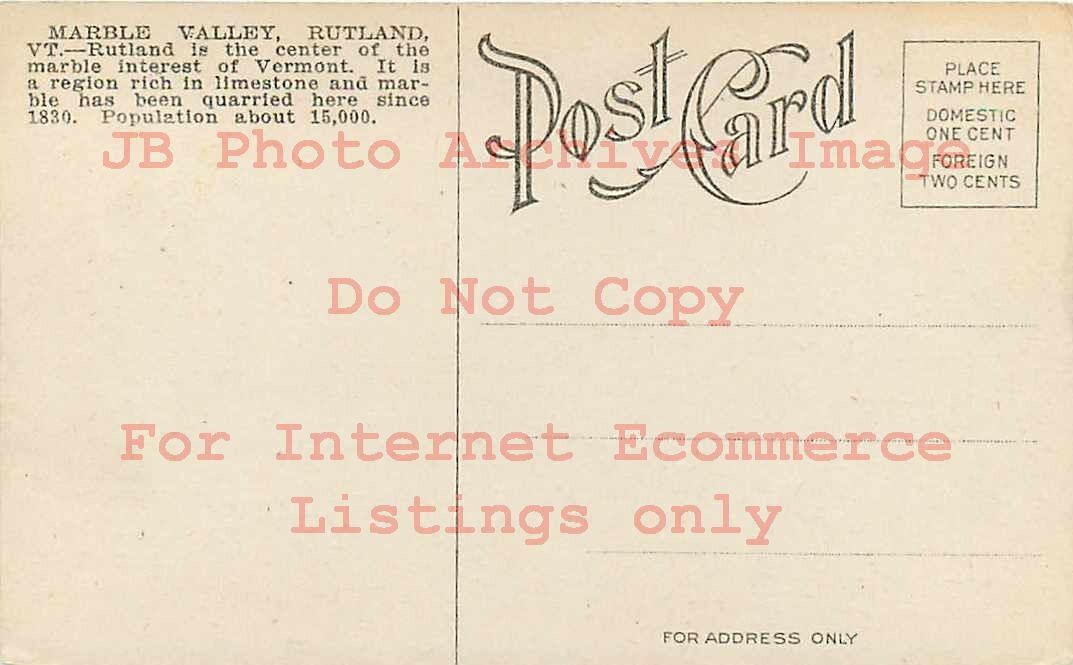 MARBLE VALLEY, RUTLAND,
VT.—Rutland is the center of the
marble interest of Vermont. It is
a region rich in limestone and mar-
ble has been quarried here since
1830. Population about 15,000.
Post Card
PLACE
STAMP HERE
DOMESTIC
ONE CENT
FOREIGN
TWO CENTS
JB Photo Archives Image
Do Not Copy
For Internet Ecommerce
Listings only
FOR ADDRESS ONLY